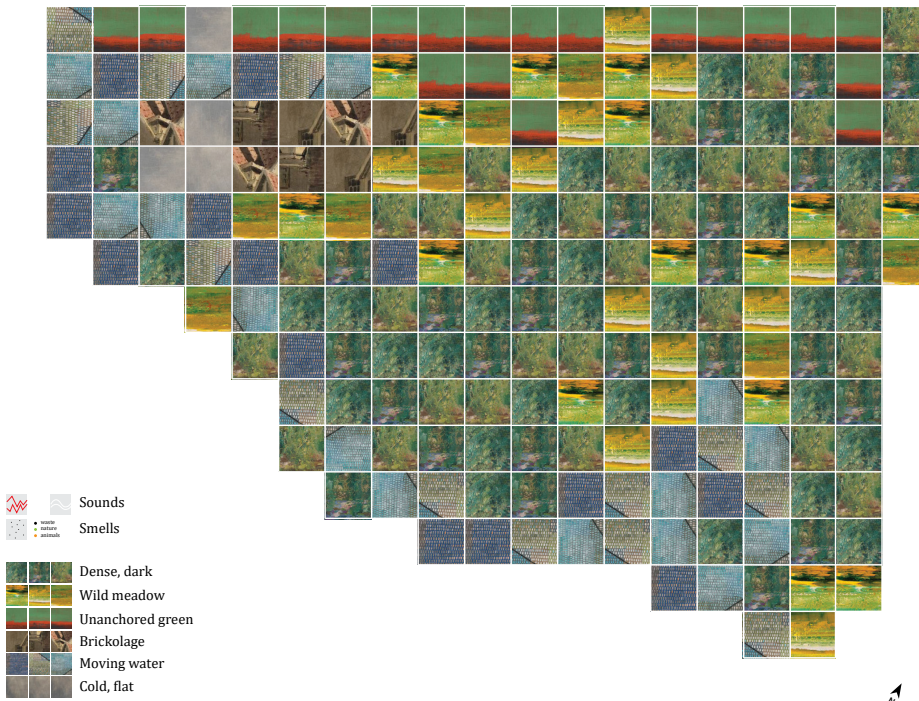 Sounds
Smells
waste
nature
animals
Dense, dark
Wild meadow
Unanchored green
Brickolage
Moving water
Cold, flat